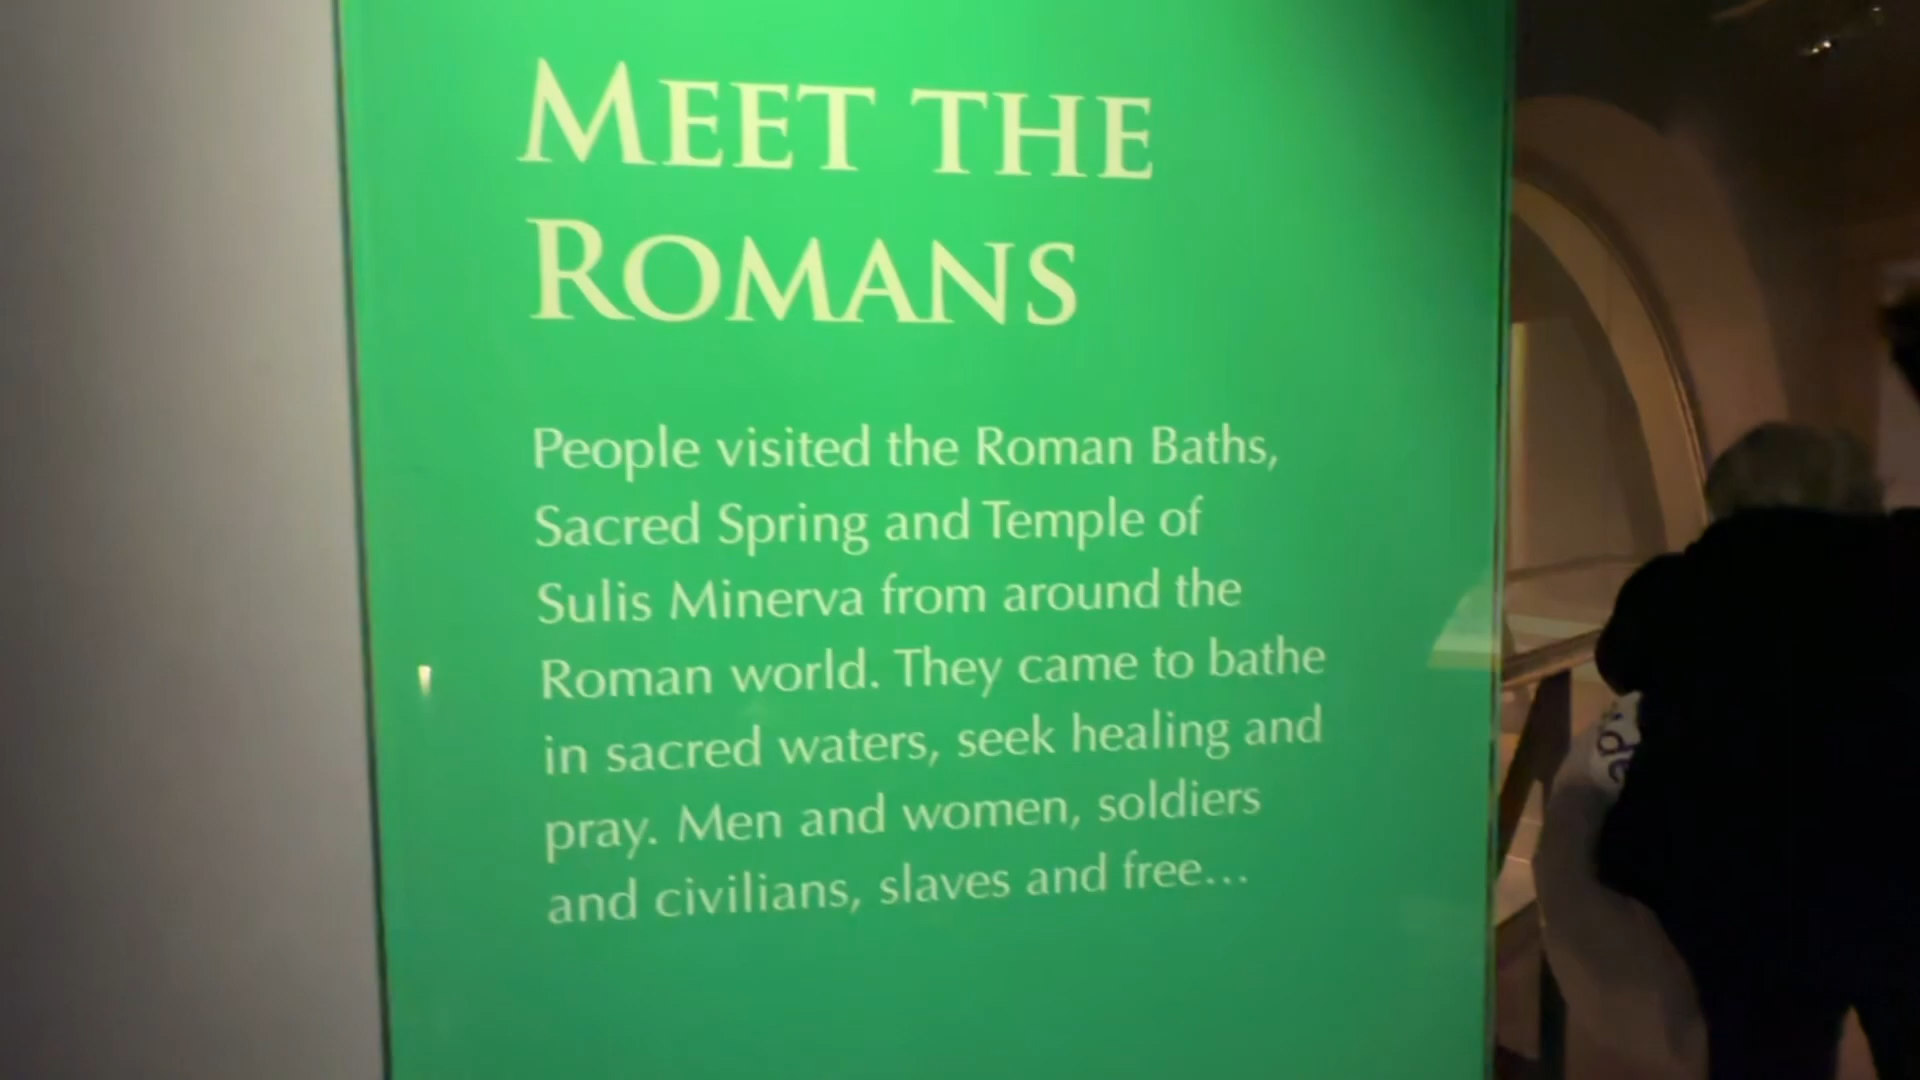 MEET THE
ROMANS
People visited the Roman Baths,
Sacred Spring and Temple of
Sulis Minerva from around the
Roman world. They came to bathe
in sacred waters, seek healing and
pray. Men and women, soldiers
and civilians, slaves and free...